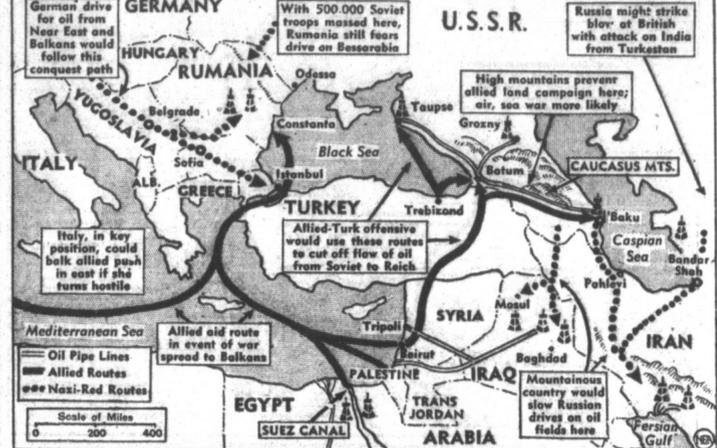 German drive
for oil from
Near East and
Balkans would
follow this
conquest path
GERMANY
With 500,000 Soviet
troops massed here,
Rumania still fears
drive on Bessarabia
U.S.S.R.
Russia might strike
blow at British
with attack on India
from Turkestan
HUNGARY
RUMANIA
Odessa
High mountains prevent
allied land campaign here;
air, sea war more likely
YUGOSLAVIA
Belgrade
Constanta
Taupse
Grozny
Black Sea
Batum
CAUCASUS MTS.
ITALY
Sofia
ALB.
GREECE
Istanbul
TURKEY
Trebizond
Baku
Caspian
Sea
Bandar
Shah
Italy, in key
position, could
balk allied push
in east if she
turns hostile
Allied-Turk offensive
would use these routes
to cut off flow of oil
from Soviet to Reich
Pahlevi
Mosul
SYRIA
Mediterranean Sea
Allied aid route
in event of war
spread to Balkans
Tripoli
Beirut
Baghdad
IRAN
Oil Pipe Lines
Allied Routes
Nazi-Red Routes
PALESTINE
IRAQ
Mountainous
country would
slow Russian
drives on oil
fields here
Scale of Miles
0 200 400
EGYPT
SUEZ CANAL
TRANS
JORDAN
ARABIA
Persian
Gulf